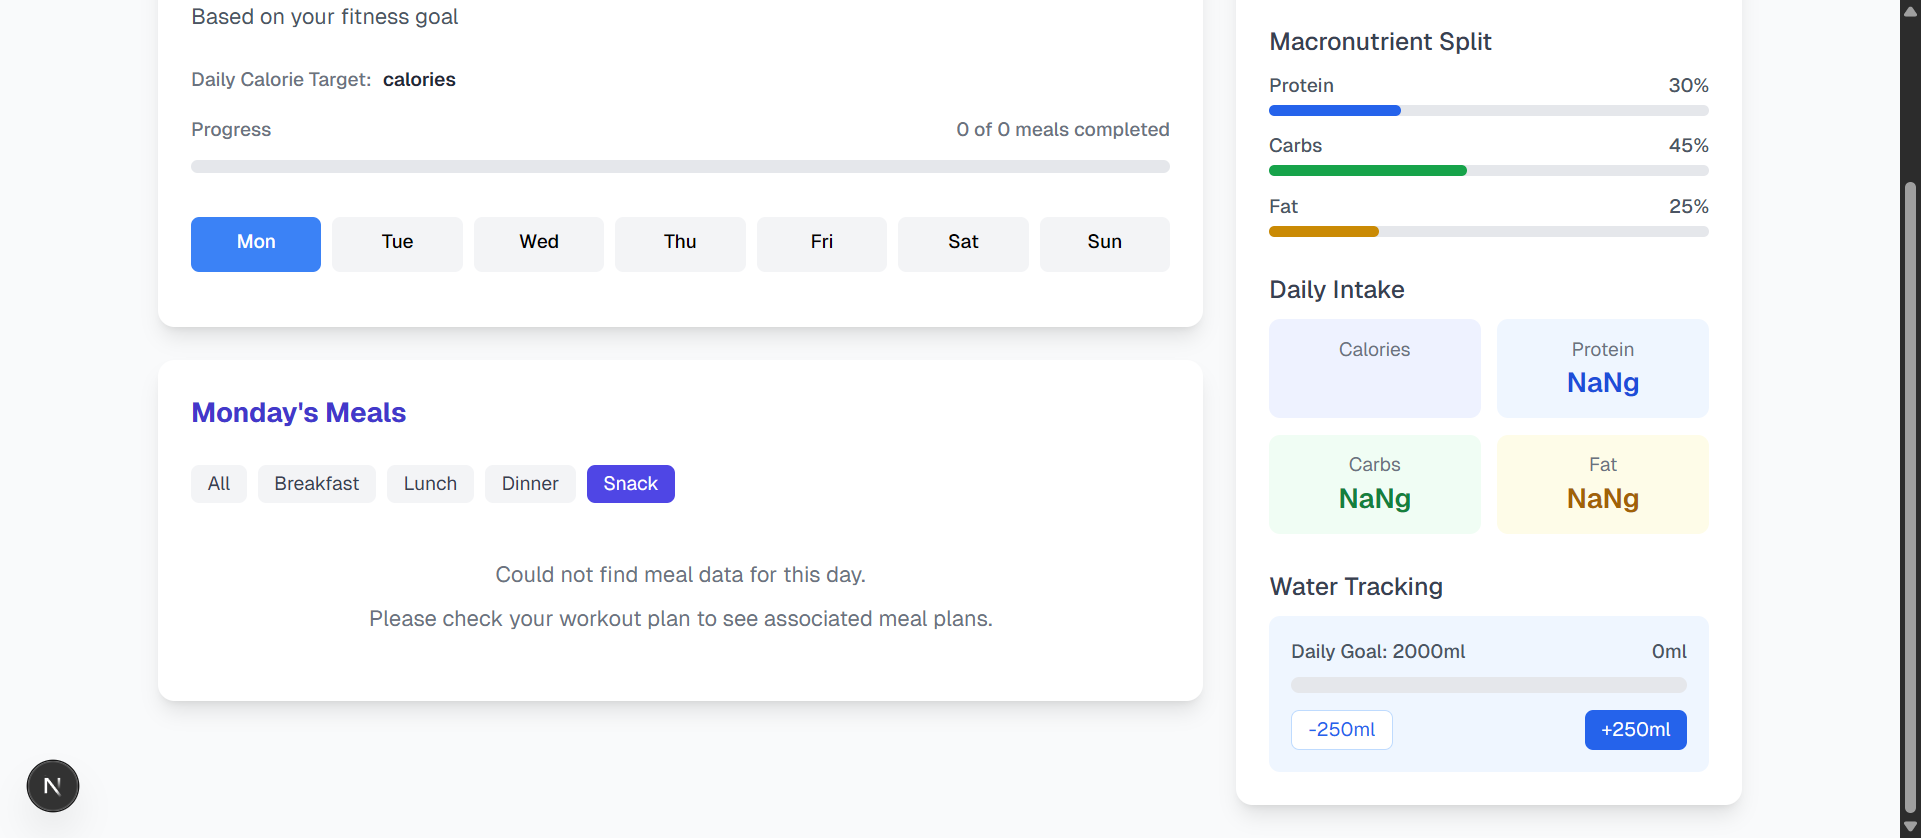 Based on your fitness goal
Daily Calorie Target: calories
Progress 0 of 0 meals completed
Mon Tue Wed Thu Fri Sat Sun
Monday's Meals
All Breakfast Lunch Dinner Snack
Could not find meal data for this day.
Please check your workout plan to see associated meal plans.
Macronutrient Split
Protein 30%
Carbs 45%
Fat 25%
Daily Intake
Calories
Protein
NaNg
Carbs
NaNg
Fat
NaNg
Water Tracking
Daily Goal: 2000ml 0ml
-250ml +250ml
N